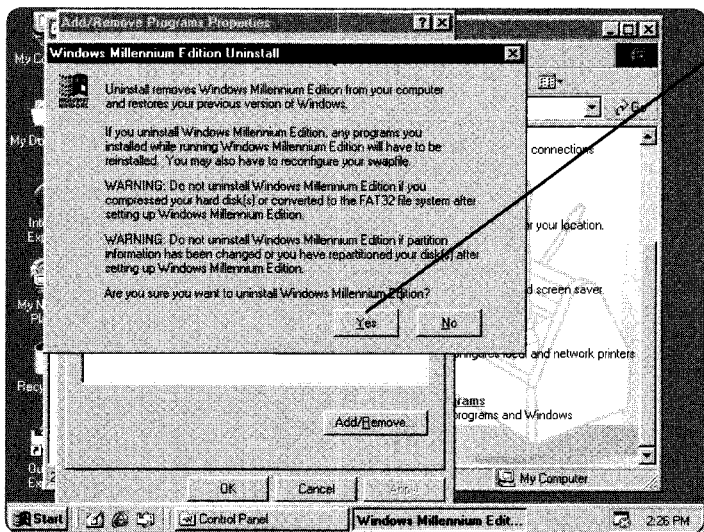 Add/Remove Programs Properties
Windows Millennium Edition Uninstall
Uninstall removes Windows Millennium Edition from your computer
and restores your previous version of Windows.
If you uninstall Windows Millennium Edition, any programs you
installed while running Windows Millennium Edition will have to be
reinstalled. You may also have to reconfigure your swapfile.
WARNING: Do not uninstall Windows Millennium Edition if you
compressed your hard disk(s) or converted to the FAT32 file system after
setting up Windows Millennium Edition.
WARNING: Do not uninstall Windows Millennium Edition if partition
information has been changed or you have repartitioned your disk(s) after
setting up Windows Millennium Edition.
Are you sure you want to uninstall Windows Millennium Edition?
Yes
No
Add/Remove...
OK
Cancel
Apply
My
My
My
Go
connections
your location.
screen saver.
and network printers
programs and Windows
My Computer
Start
Control Panel
Windows Millennium Edit...
2:26 PM